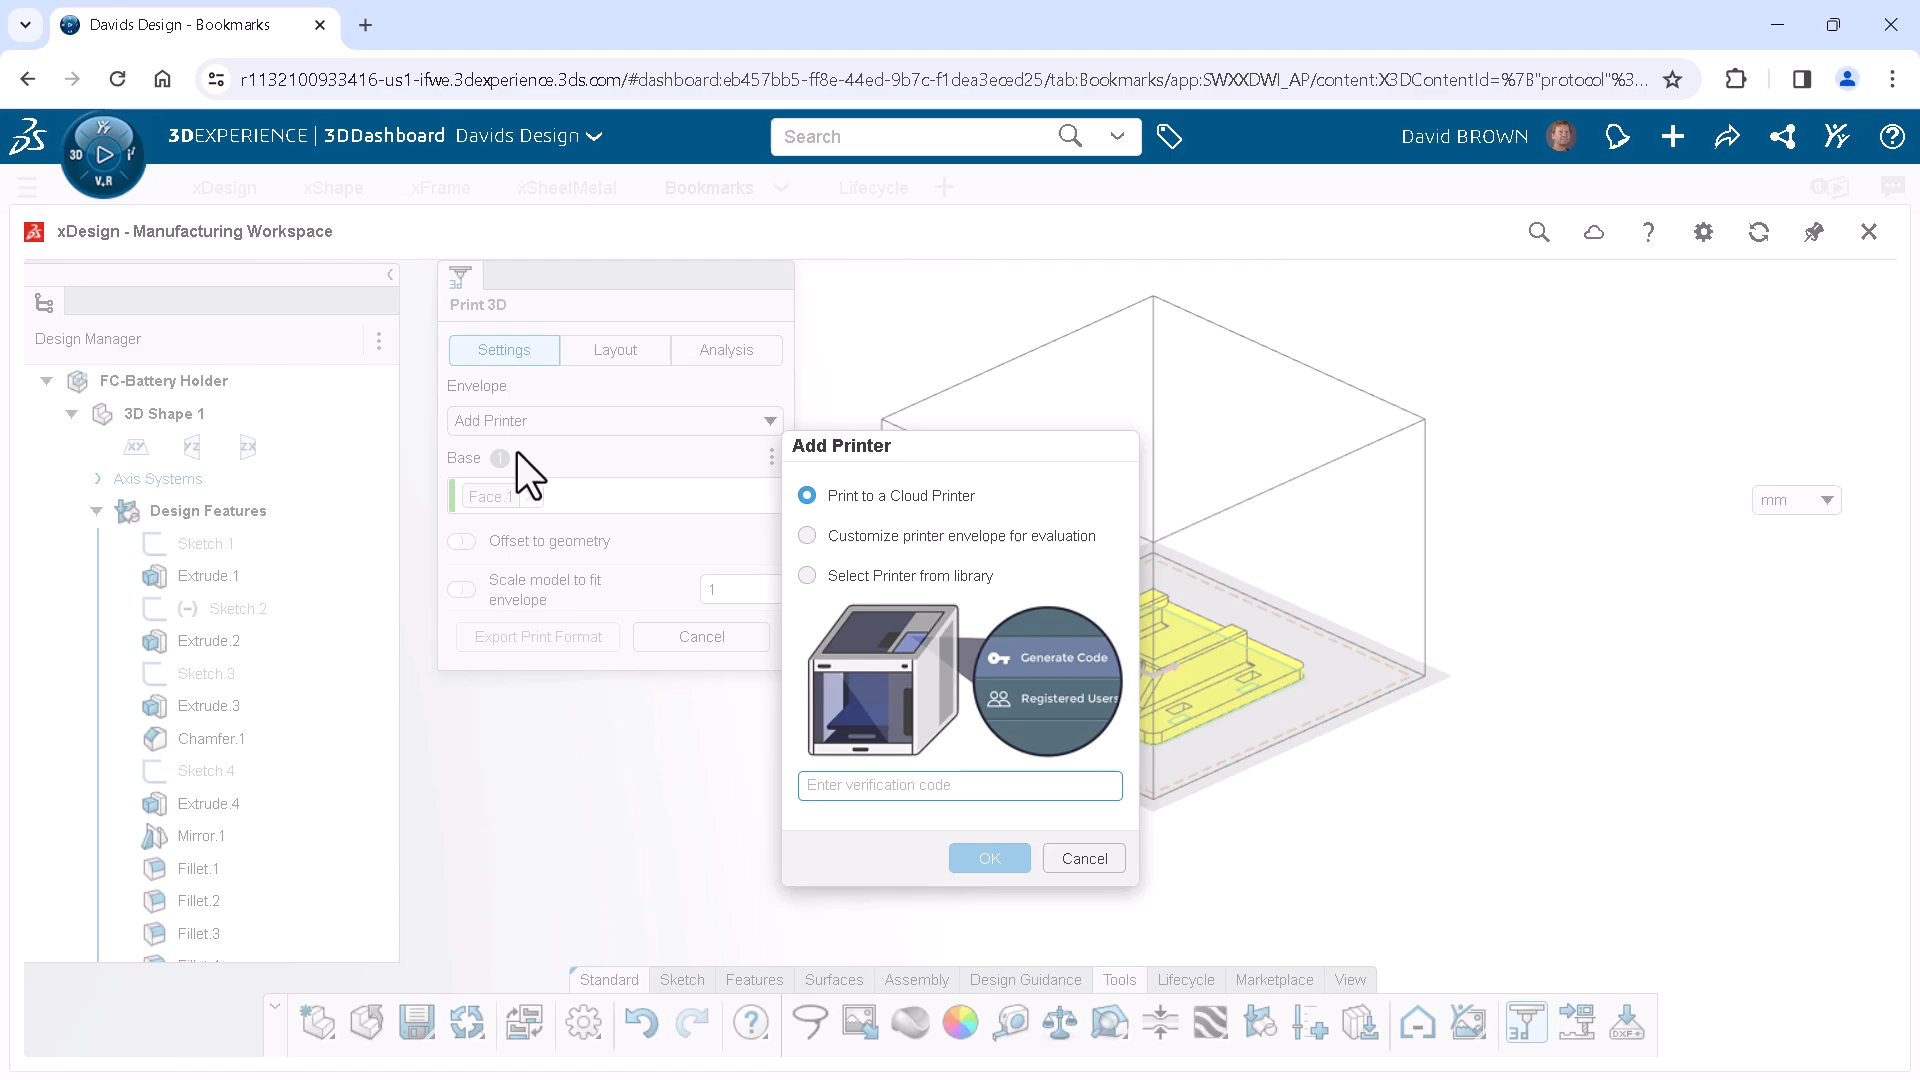 Davids Design - Bookmarks
r1132100933416-us1-ifwe.3dexperience.3ds.com/#dashboard:eb457bb5-ff8e-44ed-9b7c-f1dea3eced25/tab:Bookmarks/app:SWXXDWI_AP/content:X3DContentId=%7B"protocol"%3...
3DEXPERIENCE | 3DDashboard Davids Design
Search
David BROWN
3D
V.R
xDesign
xShape
xFrame
xSheetMetal
Bookmarks
Lifecycle
0
xDesign - Manufacturing Workspace
Design Manager
FC-Battery Holder
3D Shape 1
XY
YZ
ZX
Axis Systems
Design Features
Sketch.1
Extrude.1
(-) Sketch.2
Extrude.2
Sketch.3
Extrude.3
Chamfer.1
Sketch.4
Extrude.4
Mirror.1
Fillet.1
Fillet.2
Fillet.3
Print 3D
Settings
Layout
Analysis
Envelope
Add Printer
Base 1
Face.1
Offset to geometry
Scale model to fit
envelope
1
Export Print Format
Cancel
Add Printer
Print to a Cloud Printer
Customize printer envelope for evaluation
Select Printer from library
Generate Code
Registered Users
Enter verification code
OK
Cancel
mm
Standard
Sketch
Features
Surfaces
Assembly
Design Guidance
Tools
Lifecycle
Marketplace
View
3d
DXF